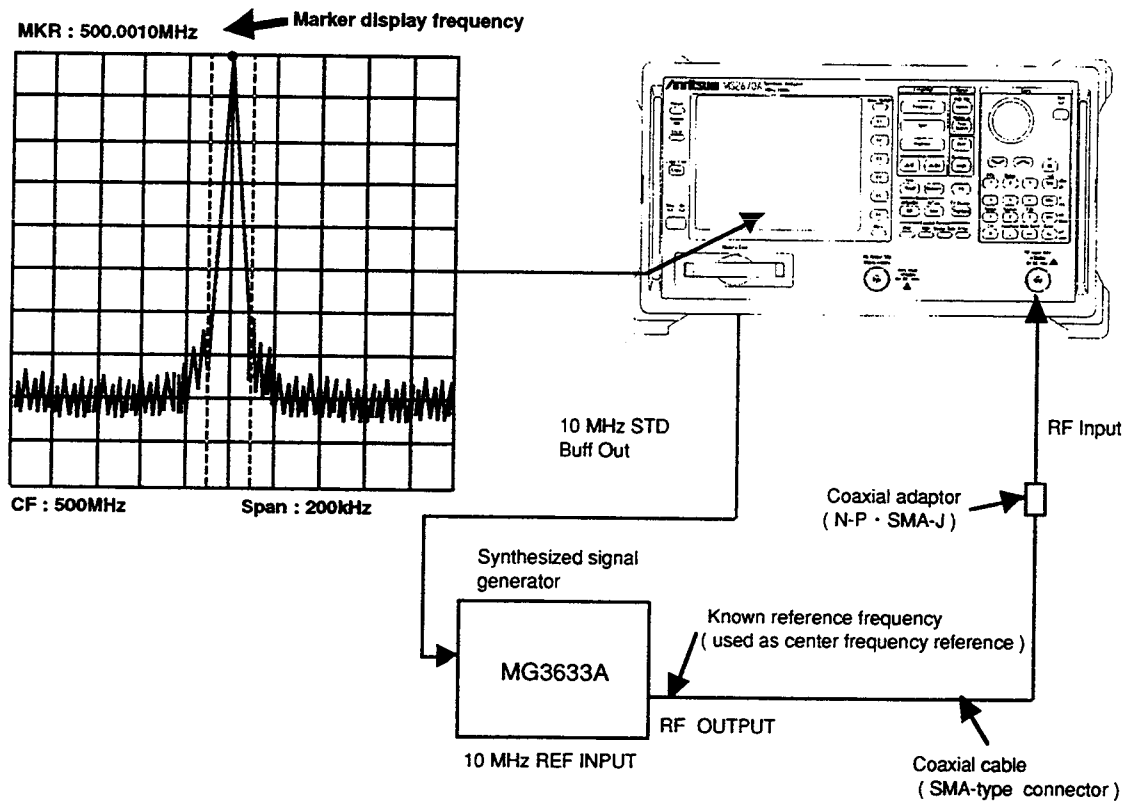 Marker display frequency
MKR : 500.0010MHz
Anritsu MS2670A
10 MHz STD
Buff Out
RF Input
CF : 500MHz
Span : 200kHz
Coaxial adaptor
( N-P · SMA-J )
Synthesized signal
generator
Known reference frequency
( used as center frequency reference )
MG3633A
RF OUTPUT
10 MHz REF INPUT
Coaxial cable
( SMA-type connector )